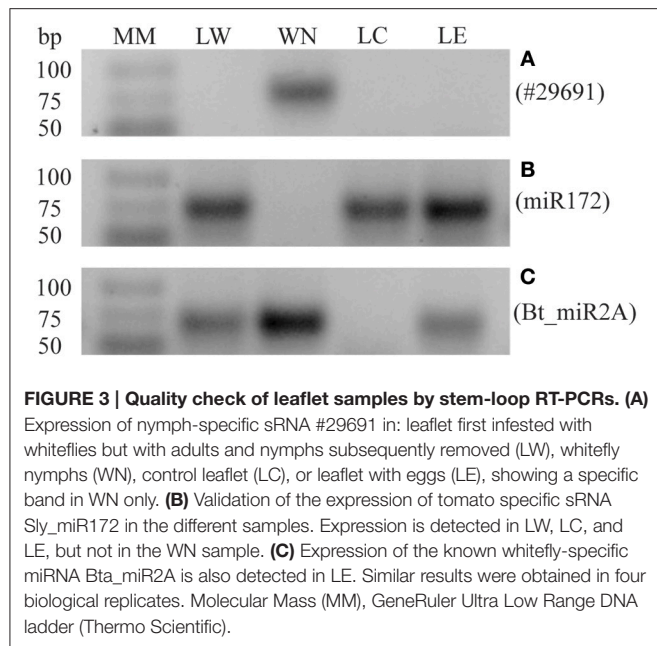 bp MM LW WN LC LE
100
75
50
A
(#29691)
100
75
50
B
(miR172)
100
75
50
C
(Bt_miR2A)
FIGURE 3 | Quality check of leaflet samples by stem-loop RT-PCRs. (A)
Expression of nymph-specific sRNA #29691 in: leaflet first infested with
whiteflies but with adults and nymphs subsequently removed (LW), whitefly
nymphs (WN), control leaflet (LC), or leaflet with eggs (LE), showing a specific
band in WN only. (B) Validation of the expression of tomato specific sRNA
Sly_miR172 in the different samples. Expression is detected in LW, LC, and
LE, but not in the WN sample. (C) Expression of the known whitefly-specific
miRNA Bta_miR2A is also detected in LE. Similar results were obtained in four
biological replicates. Molecular Mass (MM), GeneRuler Ultra Low Range DNA
ladder (Thermo Scientific).